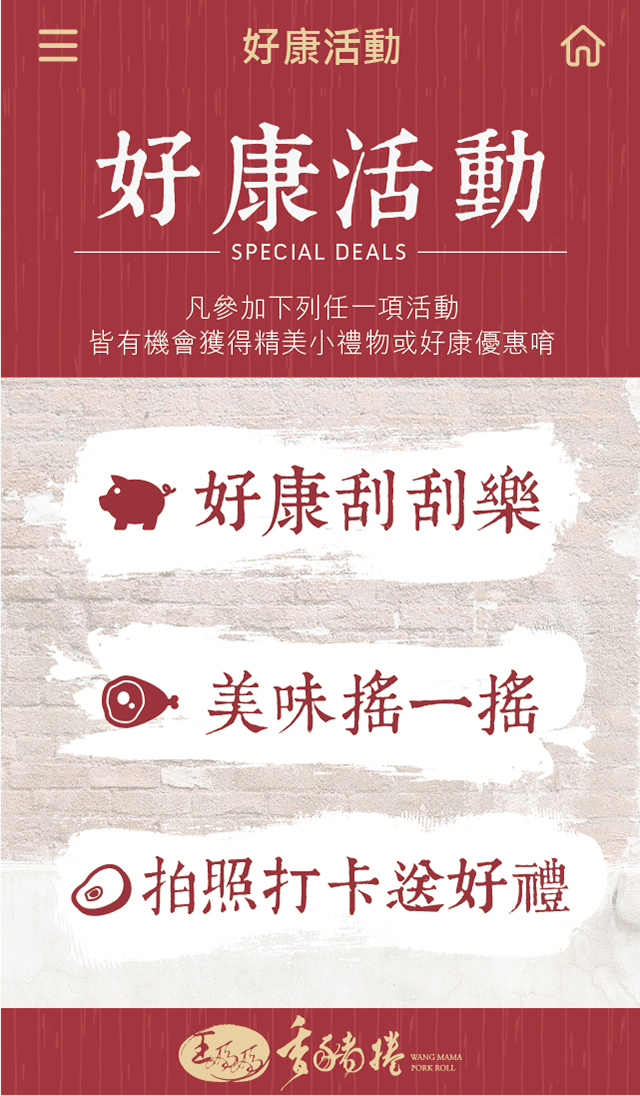 好康活動
好康活動
SPECIAL DEALS
凡參加下列任一項活動
皆有機會獲得精美小禮物或好康優惠唷
好康刮刮樂
美味搖一搖
拍照打卡送好禮
王媽媽 香豬捲 WANG MAMA
PORK ROLL